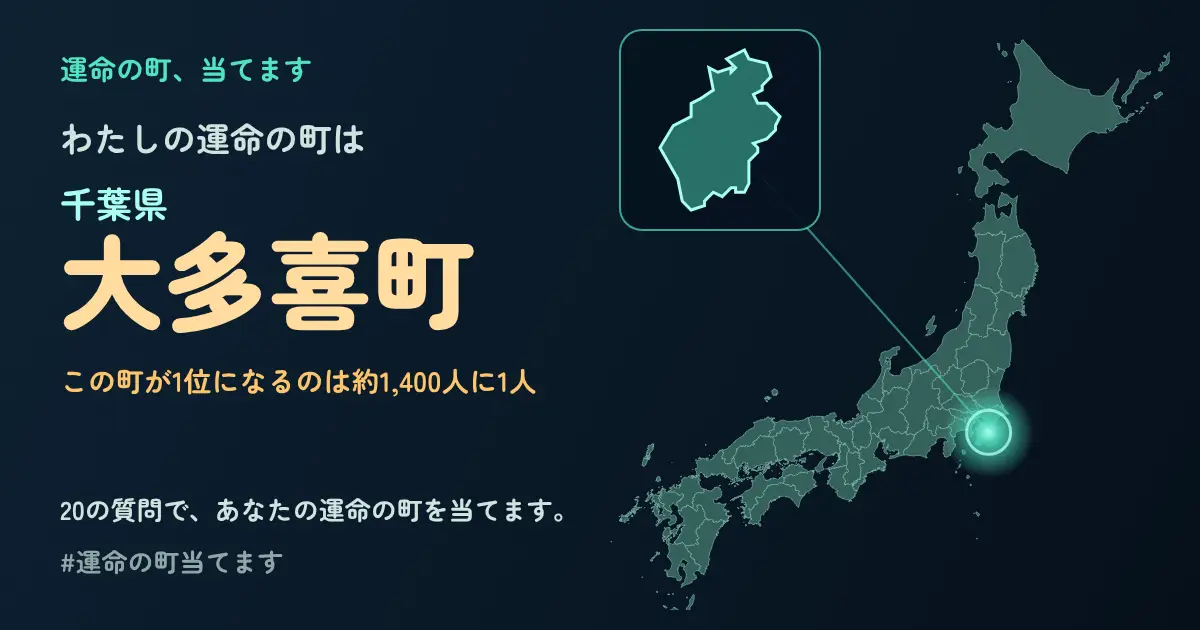 運命の町、当てます
わたしの運命の町は
千葉県
大多喜町
この町が1位になるのは約1,400人に1人
20の質問で、あなたの運命の町を当てます。
#運命の町当てます